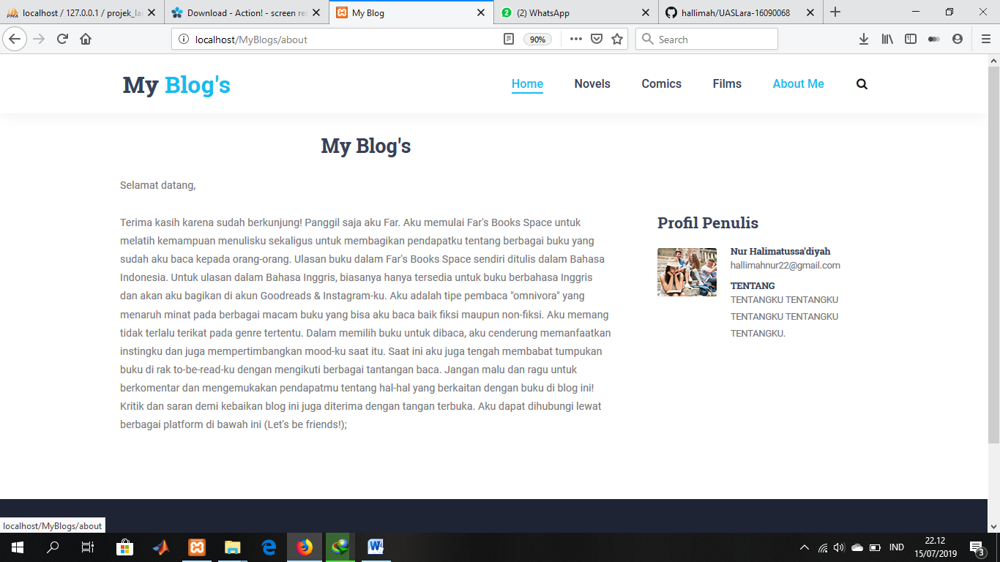 localhost / 127.0.0.1 / projek_la
Download - Action! - screen re
My Blog
(2) WhatsApp
hallimah/UASLara-16090068
localhost/MyBlogs/about
90%
Search
My Blog's
Home
Novels
Comics
Films
About Me
My Blog's
Selamat datang,
Terima kasih karena sudah berkunjung! Panggil saja aku Far. Aku memulai Far's Books Space untuk
melatih kemampuan menulisku sekaligus untuk membagikan pendapatku tentang berbagai buku yang
sudah aku baca kepada orang-orang. Ulasan buku dalam Far's Books Space sendiri ditulis dalam Bahasa
Indonesia. Untuk ulasan dalam Bahasa Inggris, biasanya hanya tersedia untuk buku berbahasa Inggris
dan akan aku bagikan di akun Goodreads & Instagram-ku. Aku adalah tipe pembaca "omnivora" yang
menaruh minat pada berbagai macam buku yang bisa aku baca baik fiksi maupun non-fiksi. Aku memang
tidak terlalu terikat pada genre tertentu. Dalam memilih buku untuk dibaca, aku cenderung memanfaatkan
instingku dan juga mempertimbangkan mood-ku saat itu. Saat ini aku juga tengah membabat tumpukan
buku di rak to-be-read-ku dengan mengikuti berbagai tantangan baca. Jangan malu dan ragu untuk
berkomentar dan mengemukakan pendapatmu tentang hal-hal yang berkaitan dengan buku di blog ini!
Kritik dan saran demi kebaikan blog ini juga diterima dengan tangan terbuka. Aku dapat dihubungi lewat
berbagai platform di bawah ini (Let's be friends!);
Profil Penulis
Nur Halimatussa'diyah
hallimahnur22@gmail.com
TENTANG
TENTANGKU TENTANGKU
TENTANGKU TENTANGKU
TENTANGKU.
localhost/MyBlogs/about
IND
22.12
15/07/2019
3